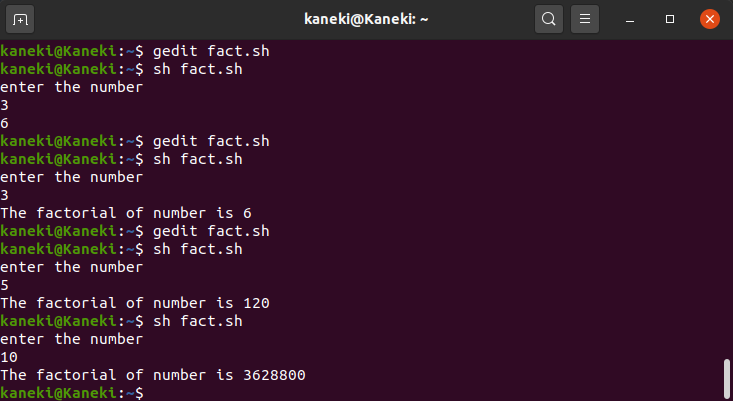 kaneki@Kaneki: ~
kaneki@Kaneki:~$ gedit fact.sh
kaneki@Kaneki:~$ sh fact.sh
enter the number
3
6
kaneki@Kaneki:~$ gedit fact.sh
kaneki@Kaneki:~$ sh fact.sh
enter the number
3
The factorial of number is 6
kaneki@Kaneki:~$ gedit fact.sh
kaneki@Kaneki:~$ sh fact.sh
enter the number
5
The factorial of number is 120
kaneki@Kaneki:~$ sh fact.sh
enter the number
10
The factorial of number is 3628800
kaneki@Kaneki:~$